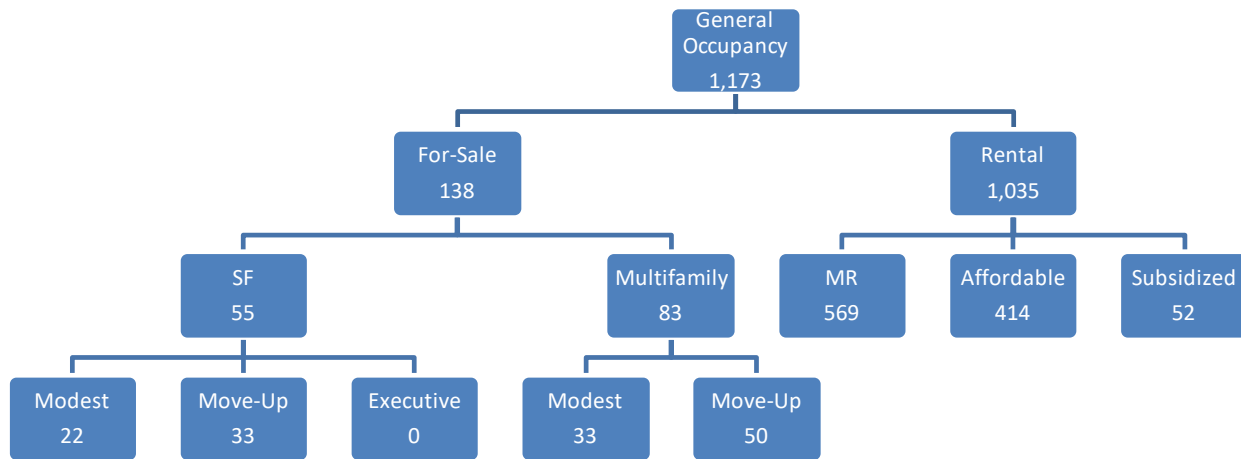 General
Occupancy
1,173
For-Sale
138
Rental
1,035
SF
55
Multifamily
83
MR
569
Affordable
414
Subsidized
52
Modest
22
Move-Up
33
Executive
0
Modest
33
Move-Up
50